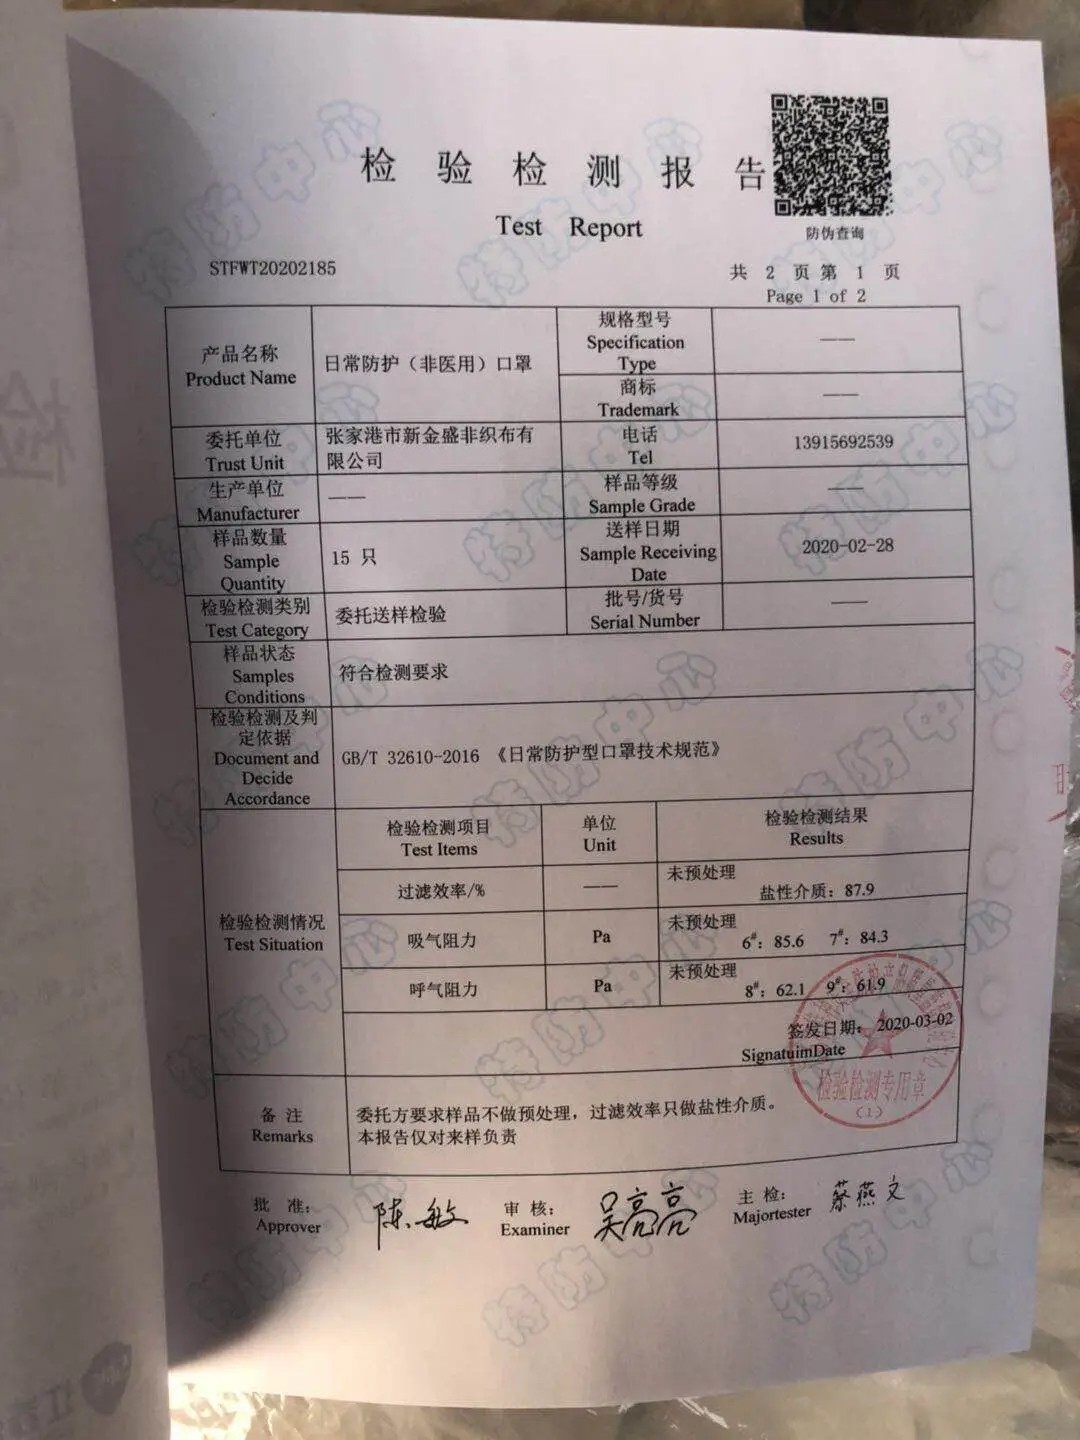 检 验 检 测 报 告
Test Report
防伪查询
STFWT20202185
共 2 页 第 1 页
Page 1 of 2
产品名称
Product Name
日常防护（非医用）口罩
规格型号
Specification
Type
——
商标
Trademark
——
委托单位
Trust Unit
张家港市新金盛非织布有
限公司
电话
Tel
13915692539
生产单位
Manufacturer
——
样品等级
Sample Grade
——
样品数量
Sample
Quantity
15 只
送样日期
Sample Receiving
Date
2020-02-28
检验检测类别
Test Category
委托送样检验
批号/货号
Serial Number
——
样品状态
Samples
Conditions
符合检测要求
检验检测及判
定依据
Document and
Decide
Accordance
GB/T 32610-2016 《日常防护型口罩技术规范》
检验检测情况
Test Situation
检验检测项目
Test Items
单位
Unit
检验检测结果
Results
过滤效率/%
——
未预处理
盐性介质：87.9
吸气阻力
Pa
未预处理
6#：85.6 7#：84.3
呼气阻力
Pa
未预处理
8#：62.1 9#：61.9
签发日期：2020-03-02
SignatuimDate
检验检测专用章
（1）
备 注
Remarks
委托方要求样品不做预处理，过滤效率只做盐性介质。
本报告仅对来样负责
批 准：
Approver
陈敏
审 核：
Examiner
吴亮亮
主 检：
Majortester
蔡燕文
特防中心